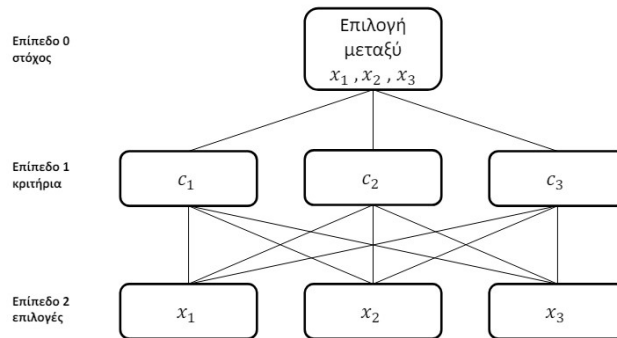 Επίπεδο 0
στόχος
Επιλογή
μεταξύ
x₁ , x₂ , x₃
Επίπεδο 1
κριτήρια
c₁
c₂
c₃
Επίπεδο 2
επιλογές
x₁
x₂
x₃